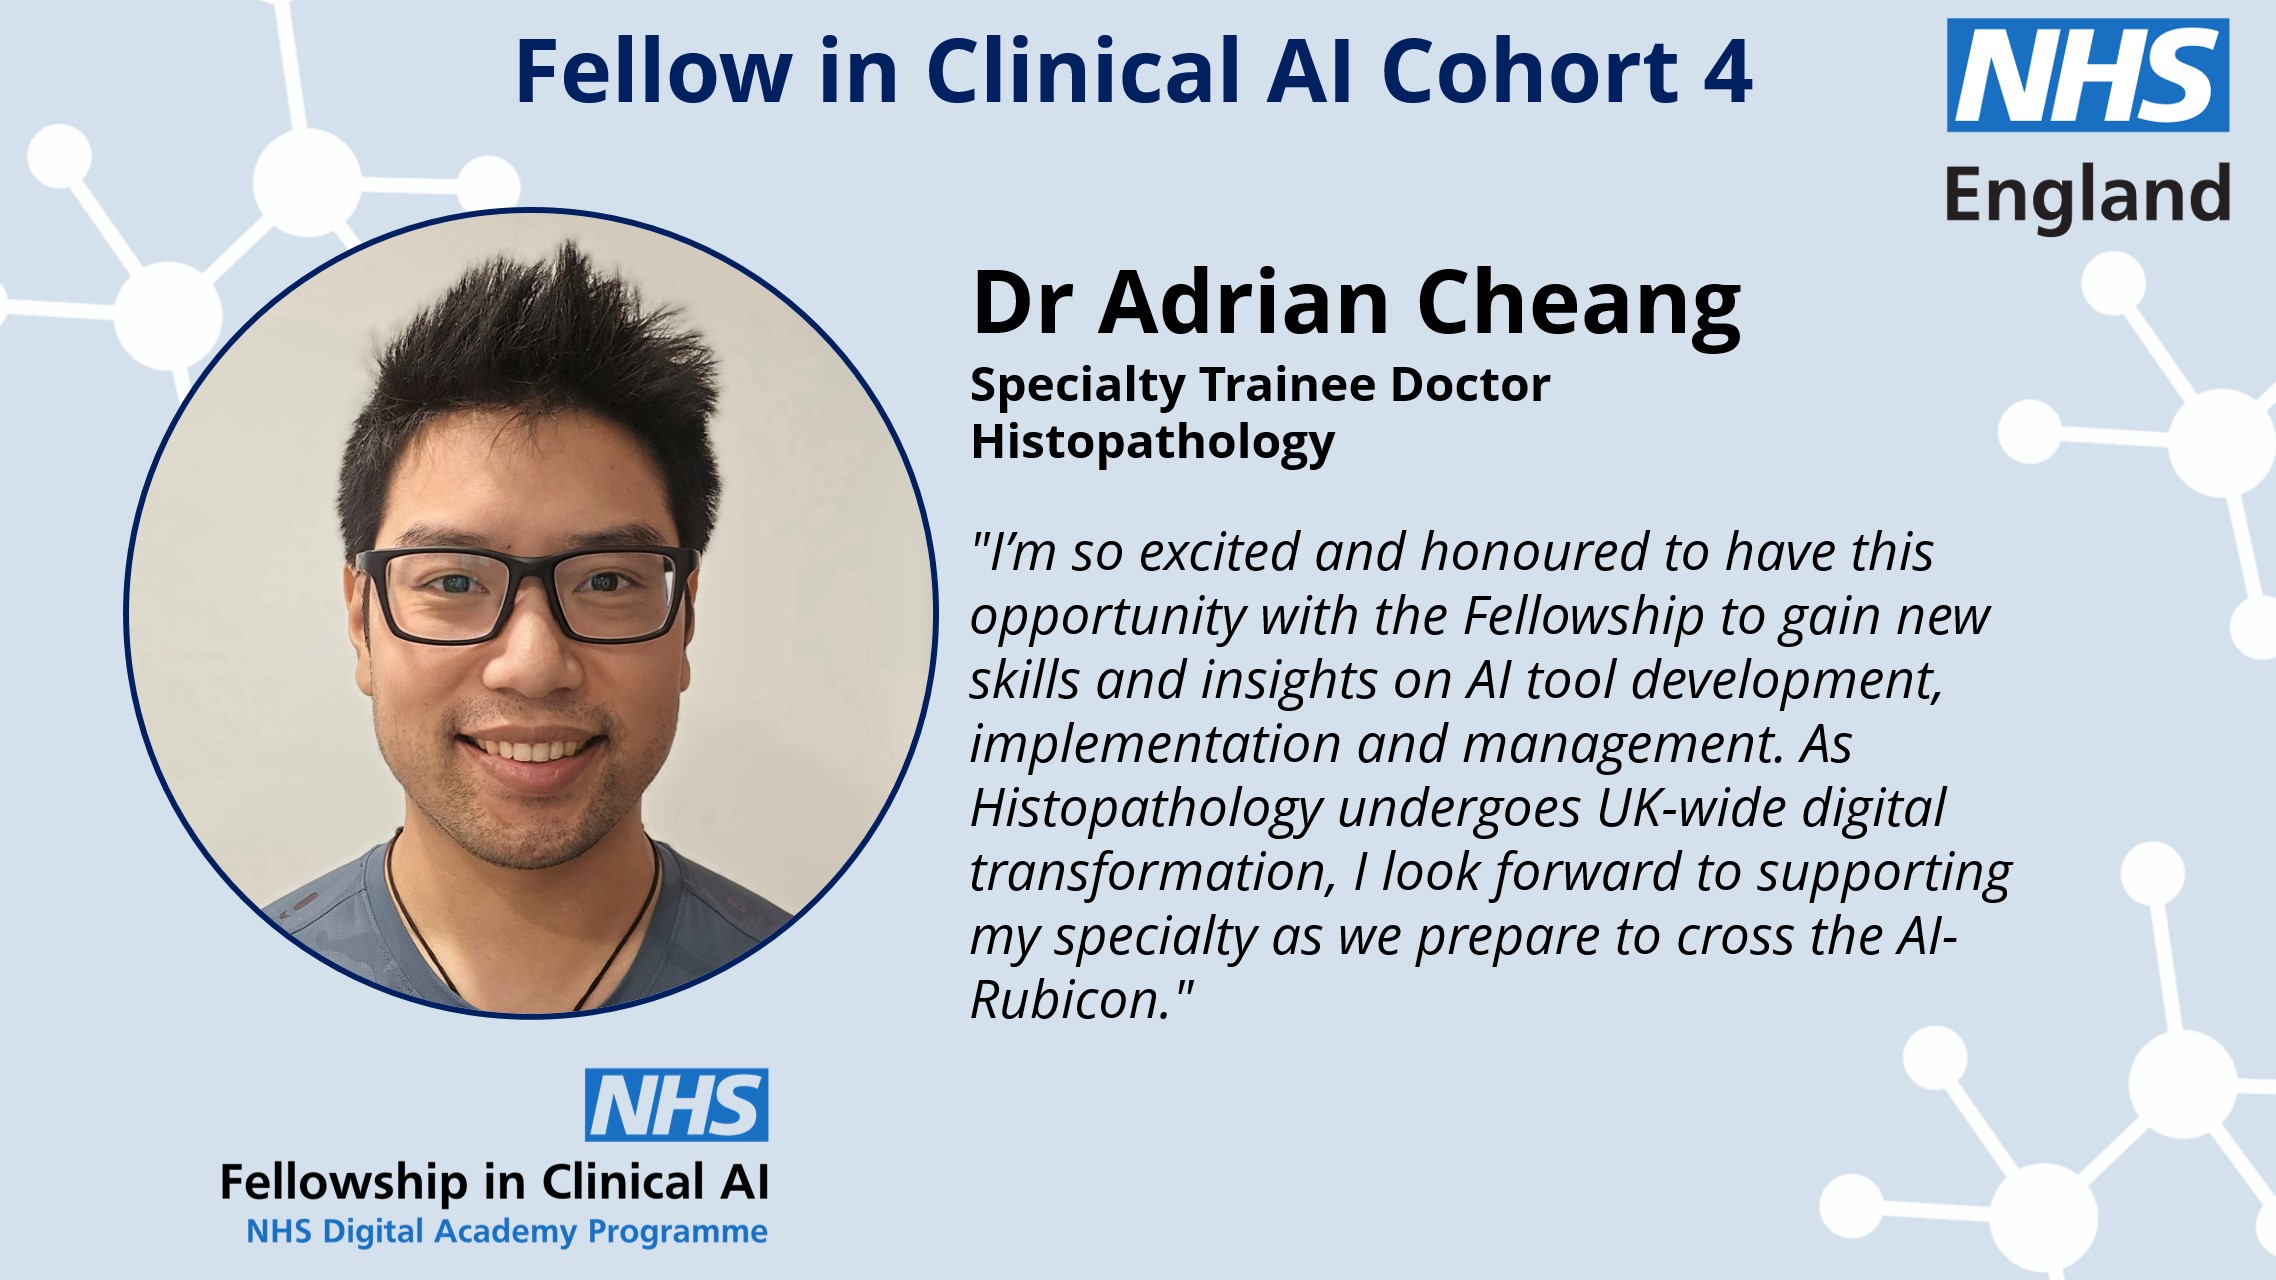 Fellow in Clinical AI Cohort 4
NHS
England
Dr Adrian Cheang
Specialty Trainee Doctor
Histopathology
"I’m so excited and honoured to have this
opportunity with the Fellowship to gain new
skills and insights on AI tool development,
implementation and management. As
Histopathology undergoes UK-wide digital
transformation, I look forward to supporting
my specialty as we prepare to cross the AI-
Rubicon."
NHS
Fellowship in Clinical AI
NHS Digital Academy Programme